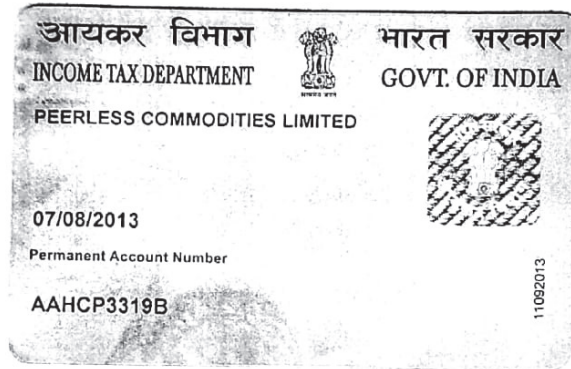 आयकर विभाग
INCOME TAX DEPARTMENT
भारत सरकार
GOVT. OF INDIA
PEERLESS COMMODITIES LIMITED
07/08/2013
Permanent Account Number
AAHCP3319B
11092013